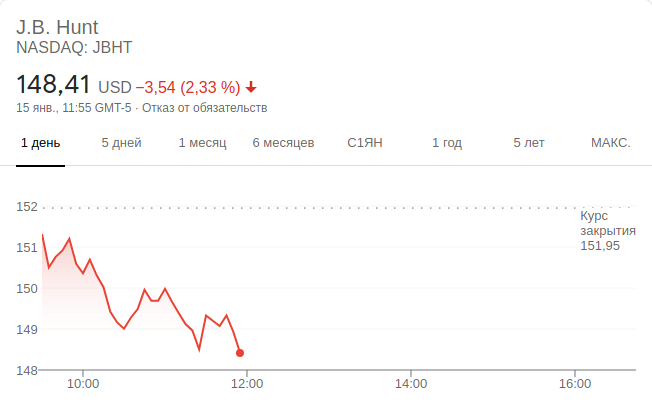 J.B. Hunt
NASDAQ: JBHT
148,41 USD −3,54 (2,33 %)
15 янв., 11:55 GMT-5 · Отказ от обязательств
1 день 5 дней 1 месяц 6 месяцев С1ЯН 1 год 5 лет МАКС.
152
Курс
закрытия
151,95
151
150
149
148
10:00 12:00 14:00 16:00